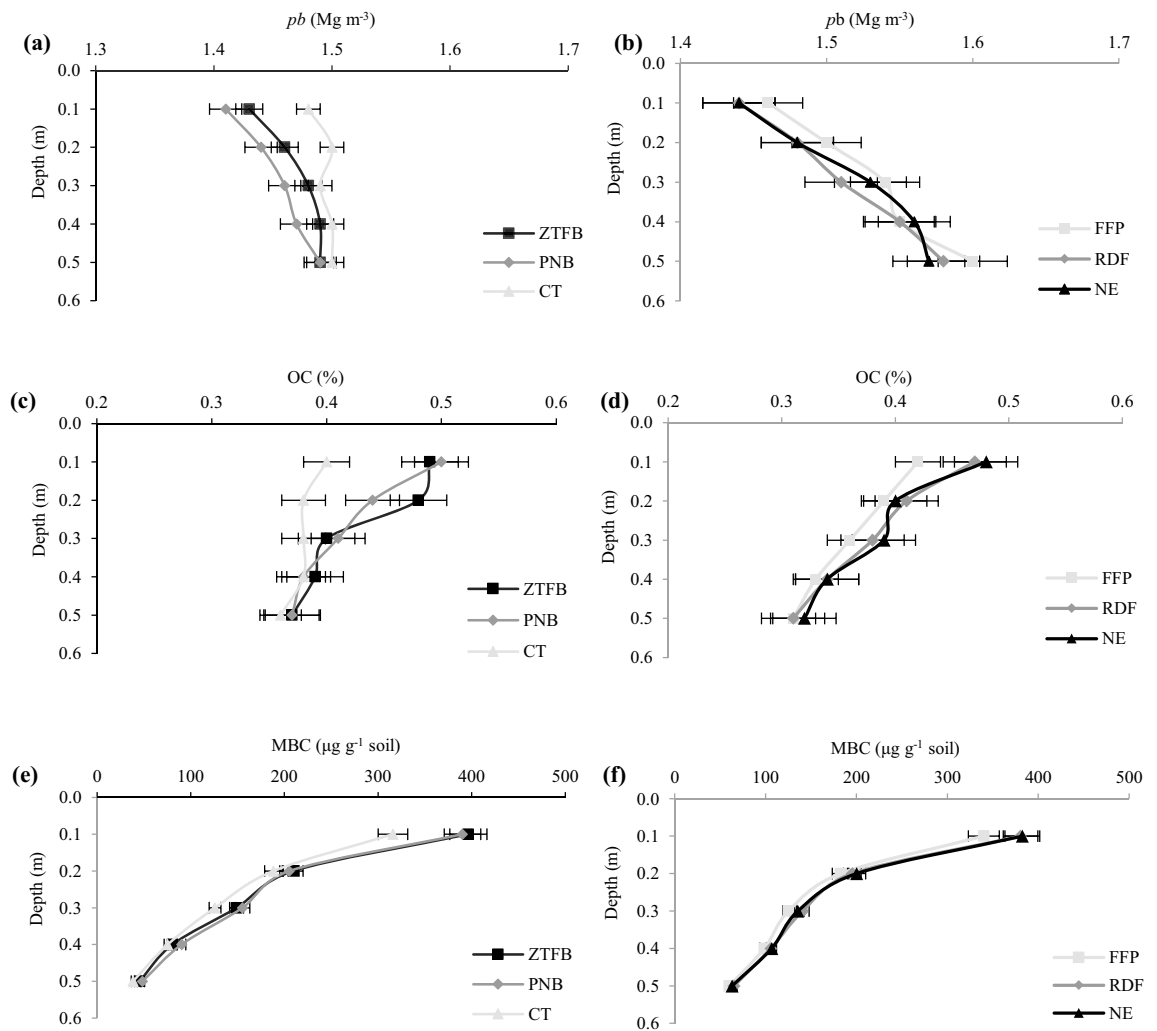 (a)
pb (Mg m-3)
1.3 1.4 1.5 1.6 1.7
0.0
0.1
0.2
0.3
0.4
0.5
0.6
Depth (m)
ZTFB
PNB
CT
(b)
pb (Mg m-3)
1.4 1.5 1.6 1.7
0.0
0.1
0.2
0.3
0.4
0.5
0.6
Depth (m)
FFP
RDF
NE
(c)
OC (%)
0.2 0.3 0.4 0.5 0.6
0.0
0.1
0.2
0.3
0.4
0.5
0.6
Depth (m)
ZTFB
PNB
CT
(d)
OC (%)
0.2 0.3 0.4 0.5 0.6
0.0
0.1
0.2
0.3
0.4
0.5
0.6
Depth (m)
FFP
RDF
NE
(e)
MBC (µg g-1 soil)
0 100 200 300 400 500
0.0
0.1
0.2
0.3
0.4
0.5
0.6
Depth (m)
ZTFB
PNB
CT
(f)
MBC (µg g-1 soil)
0 100 200 300 400 500
0.0
0.1
0.2
0.3
0.4
0.5
0.6
Depth (m)
FFP
RDF
NE